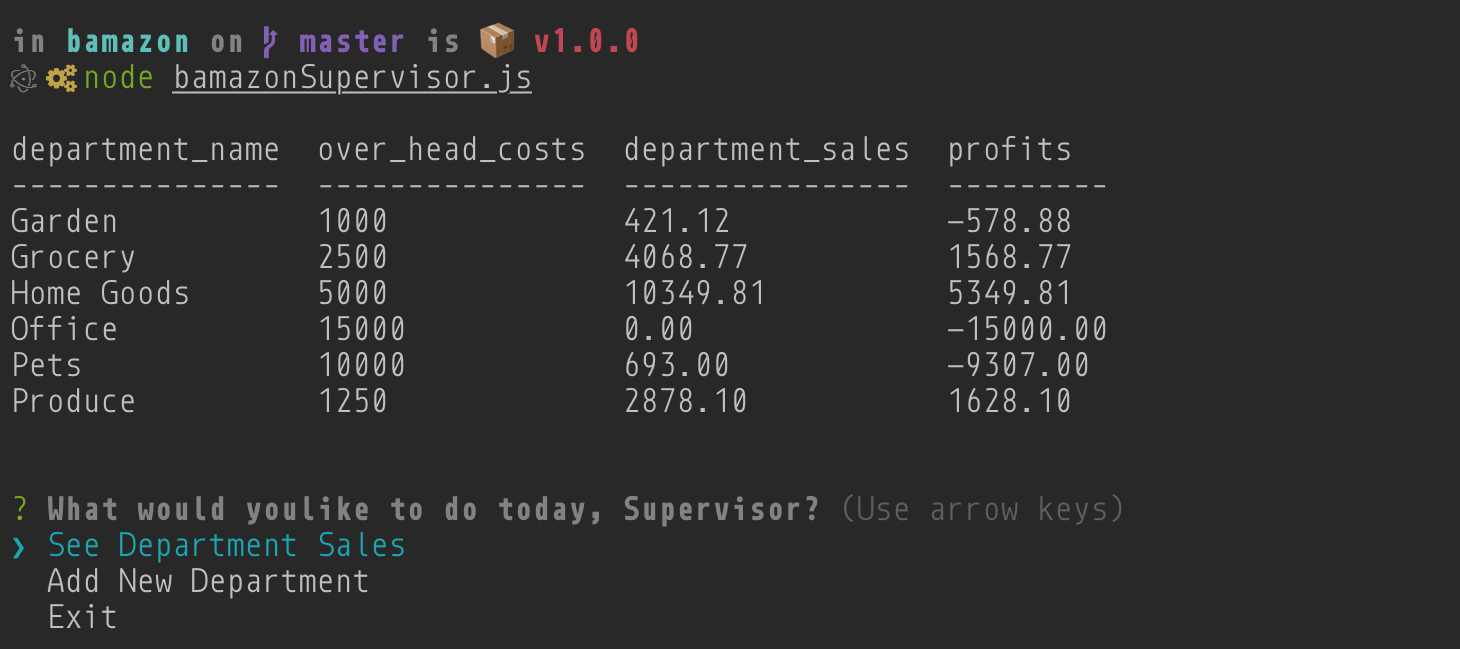 in bamazon on master is 📦 v1.0.0
node bamazonSupervisor.js
department_name over_head_costs department_sales profits
--------------- --------------- ---------------- ---------
Garden 1000 421.12 -578.88
Grocery 2500 4068.77 1568.77
Home Goods 5000 10349.81 5349.81
Office 15000 0.00 -15000.00
Pets 10000 693.00 -9307.00
Produce 1250 2878.10 1628.10
? What would youlike to do today, Supervisor? (Use arrow keys)
❯ See Department Sales
Add New Department
Exit